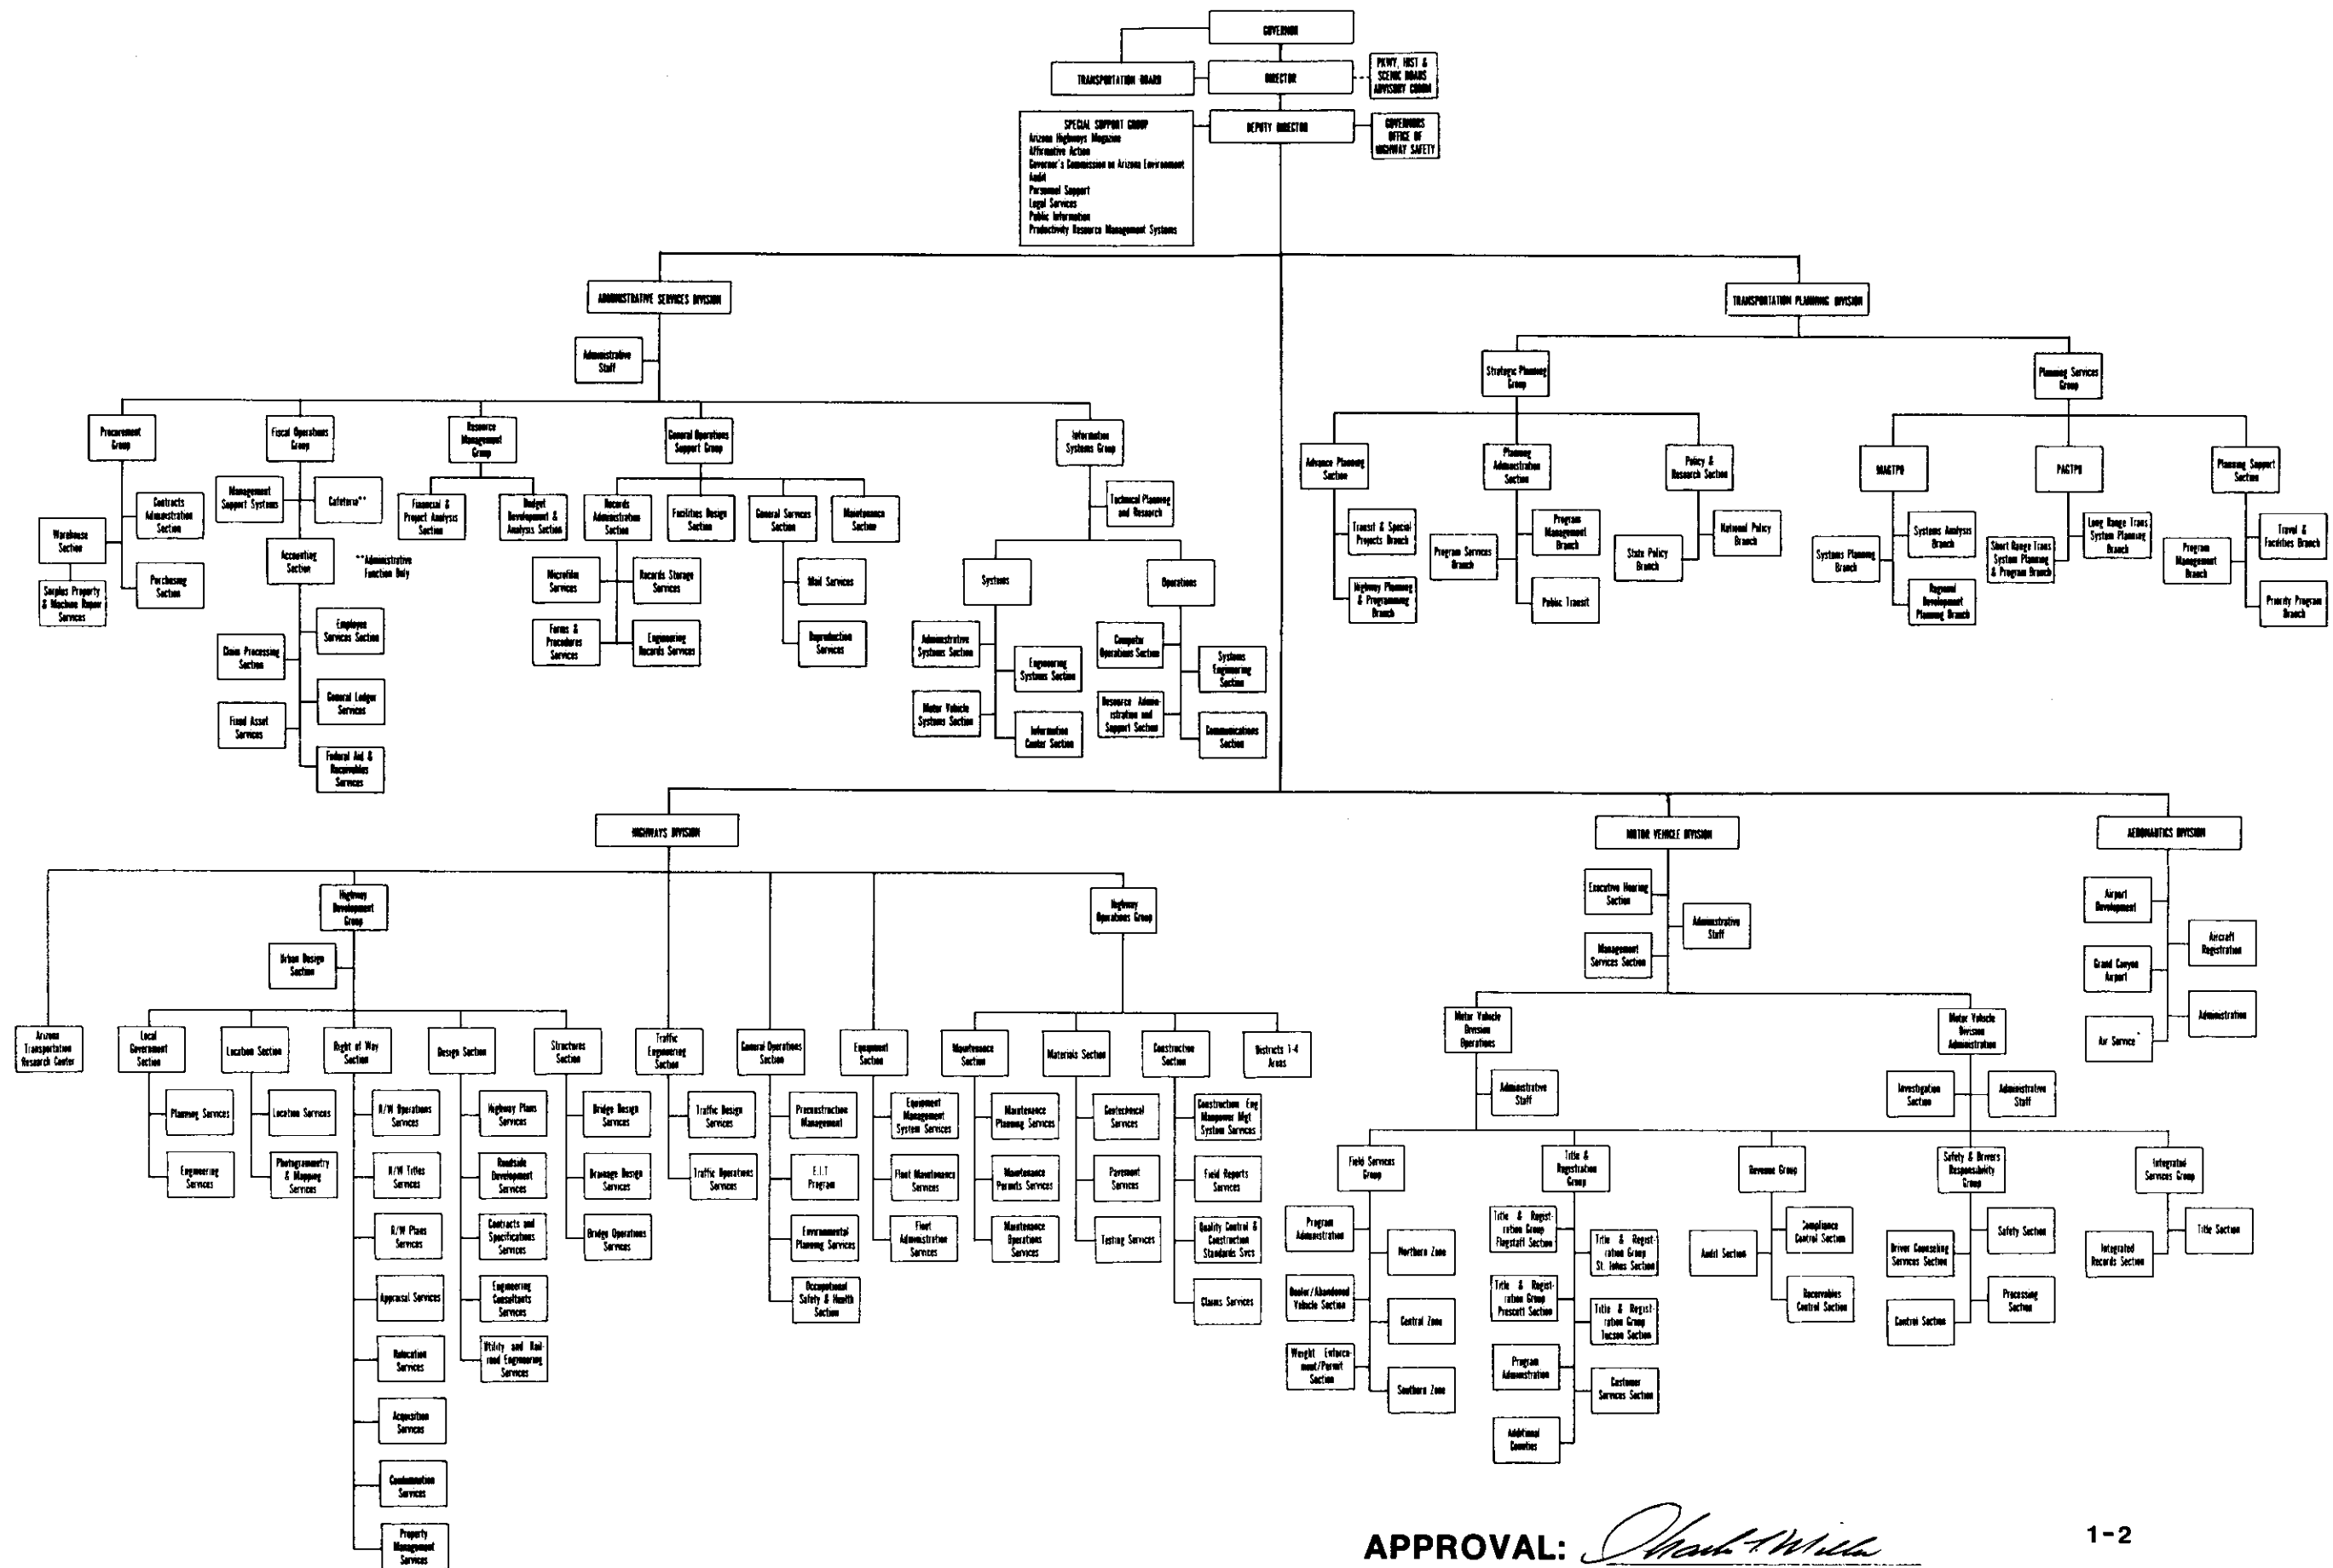 GOVERNOR
TRANSPORTATION BOARD
DIRECTOR
PKWY, HIST &
SCENIC ROADS
ADVISORY COMM
SPECIAL SUPPORT GROUP
Arizona Highways Magazine
Affirmative Action
Governor's Commission on Arizona Environment
Audit
Personnel Support
Legal Services
Public Information
Productivity Resource Management Systems
DEPUTY DIRECTOR
GOVERNORS
OFFICE OF
HIGHWAY SAFETY
ADMINISTRATIVE SERVICES DIVISION
TRANSPORTATION PLANNING DIVISION
Administrative
Staff
Strategic Planning
Group
Planning Services
Group
Procurement
Group
Fiscal Operations
Group
Resource
Management
Group
General Operations
Support Group
Information
Systems Group
Advance Planning
Section
Planning
Administration
Section
Policy &
Research Section
MAGTPO
PAGTPO
Planning Support
Section
Warehouse
Section
Contracts
Administration
Section
Surplus Property
& Machine Repair
Services
Purchasing
Section
Management
Support Systems
Cafeteria**
Accounting
Section
**Administrative
Function Only
Employee
Services Section
Claim Processing
Section
General Ledger
Services
Fixed Asset
Services
Federal Aid &
Receivables
Services
Financial &
Project Analysis
Section
Budget
Development &
Analysis Section
Records
Administration
Section
Facilities Design
Section
General Services
Section
Maintenance
Section
Microfilm
Services
Records Storage
Services
Forms &
Procedures
Services
Engineering
Records Services
Mail Services
Reproduction
Services
Technical Planning
and Research
Systems
Operations
Administrative
Systems Section
Engineering
Systems Section
Motor Vehicle
Systems Section
Information
Center Section
Computer
Operations Section
Systems
Engineering
Section
Resource Admin-
istration and
Support Section
Communications
Section
Transit & Special
Projects Branch
Highway Planning
& Programming
Branch
Program Services
Branch
Program
Management
Branch
Public Transit
State Policy
Branch
National Policy
Branch
Systems Planning
Branch
Systems Analysis
Branch
Regional
Development
Planning Branch
Short Range Trans
System Planning
& Program Branch
Long Range Trans
System Planning
Branch
Program
Management
Branch
Travel &
Facilities Branch
Priority Program
Branch
HIGHWAYS DIVISION
MOTOR VEHICLE DIVISION
AERONAUTICS DIVISION
Highway
Development
Group
Urban Design
Section
Highway
Operations Group
Arizona
Transportation
Research Center
Local
Government
Section
Location Section
Right of Way
Section
Design Section
Structures
Section
Traffic
Engineering
Section
General Operations
Section
Equipment
Section
Maintenance
Section
Materials Section
Construction
Section
Districts 1-4
Areas
Planning Services
Engineering
Services
Location Services
Photogrammetry
& Mapping
Services
R/W Operations
Services
R/W Titles
Services
R/W Plans
Services
Appraisal Services
Relocation
Services
Acquisition
Services
Condemnation
Services
Property
Management
Services
Highway Plans
Services
Roadside
Development
Services
Contracts and
Specifications
Services
Engineering
Consultants
Services
Utility and Rail-
road Engineering
Services
Bridge Design
Services
Drainage Design
Services
Bridge Operations
Services
Traffic Design
Services
Traffic Operations
Services
Preconstruction
Management
E.I.T
Program
Environmental
Planning Services
Occupational
Safety & Health
Section
Equipment
Management
System Services
Fleet Maintenance
Services
Fleet
Administration
Services
Maintenance
Planning Services
Maintenance
Permits Services
Maintenance
Operations
Services
Geotechnical
Services
Pavement
Services
Testing Services
Construction Eng
Manpower Mgt
System Services
Field Reports
Services
Quality Control &
Construction
Standards Svcs
Claims Services
Executive Hearing
Section
Administrative
Staff
Management
Services Section
Motor Vehicle
Division
Operations
Administrative
Staff
Motor Vehicle
Division
Administration
Investigation
Section
Administrative
Staff
Field Services
Group
Title &
Registration
Group
Revenue Group
Safety & Drivers
Responsibility
Group
Integrated
Services Group
Program
Administration
Northern Zone
Dealer/Abandoned
Vehicle Section
Central Zone
Weight Enforce-
ment/Permit
Section
Southern Zone
Title & Regist-
ration Group
Flagstaff Section
Title & Regist-
ration Group
St. Johns Section
Title & Regist-
ration Group
Prescott Section
Title & Regist-
ration Group
Tucson Section
Program
Administration
Customer
Services Section
Additional
Counties
Audit Section
Compliance
Control Section
Receivables
Control Section
Driver Counseling
Services Section
Safety Section
Control Section
Processing
Section
Integrated
Records Section
Title Section
Airport
Development
Aircraft
Registration
Grand Canyon
Airport
Administration
Air Service
APPROVAL:
1-2